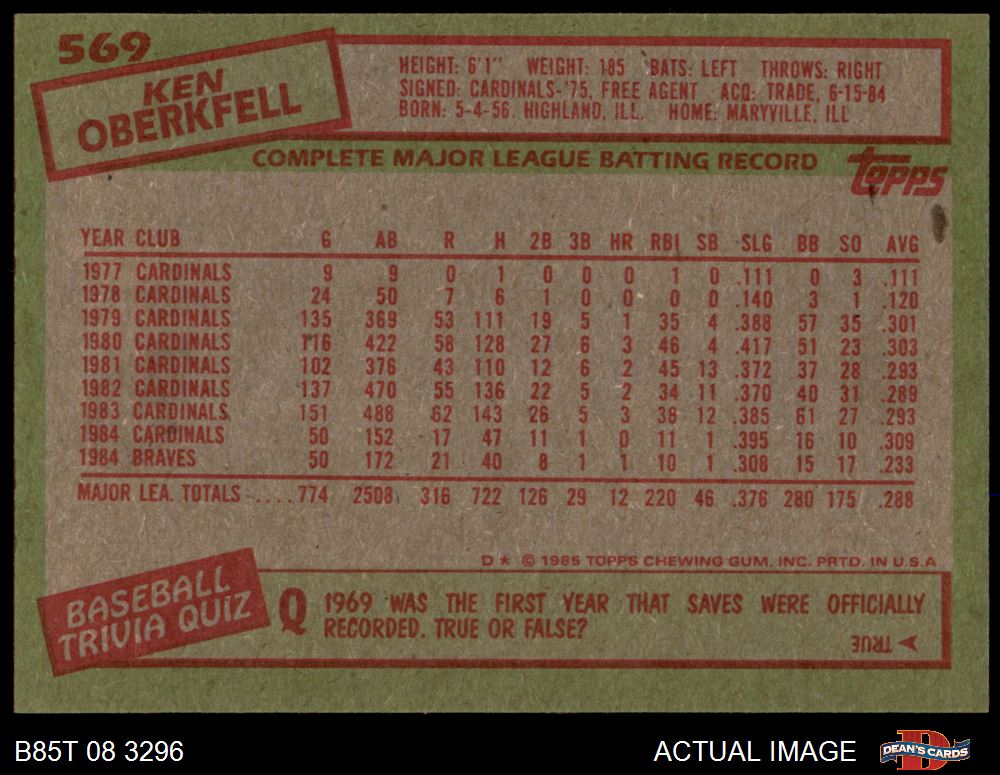 569
KEN
OBERKFELL
HEIGHT: 6'1" WEIGHT: 185 BATS: LEFT THROWS: RIGHT
SIGNED: CARDINALS-'75, FREE AGENT ACQ: TRADE, 6-15-84
BORN: 5-4-56, HIGHLAND, ILL. HOME: MARYVILLE, ILL
COMPLETE MAJOR LEAGUE BATTING RECORD
topps
YEAR CLUB G AB R H 2B 3B HR RBI SB SLG BB SO AVG
1977 CARDINALS 9 9 0 1 0 0 0 1 0 .111 0 3 .111
1978 CARDINALS 24 50 7 6 1 0 0 0 0 .140 3 1 .120
1979 CARDINALS 135 369 53 111 19 5 1 35 4 .388 57 35 .301
1980 CARDINALS 116 422 58 128 27 6 3 46 4 .417 51 23 .303
1981 CARDINALS 102 376 43 110 12 6 2 45 13 .372 37 28 .293
1982 CARDINALS 137 470 55 136 22 5 2 34 11 .370 40 31 .289
1983 CARDINALS 151 488 62 143 26 5 3 38 12 .385 61 27 .293
1984 CARDINALS 50 152 17 47 11 1 0 11 1 .395 16 10 .309
1984 BRAVES 50 172 21 40 8 1 1 10 1 .308 15 17 .233
MAJOR LEA. TOTALS .... 774 2508 316 722 126 29 12 220 46 .376 280 175 .288
D* © 1985 TOPPS CHEWING GUM, INC. PRTD. IN U.S.A
BASEBALL
TRIVIA QUIZ
Q 1969 WAS THE FIRST YEAR THAT SAVES WERE OFFICIALLY
RECORDED. TRUE OR FALSE?
TRUE
B85T 08 3296
ACTUAL IMAGE
DEAN'S CARDS